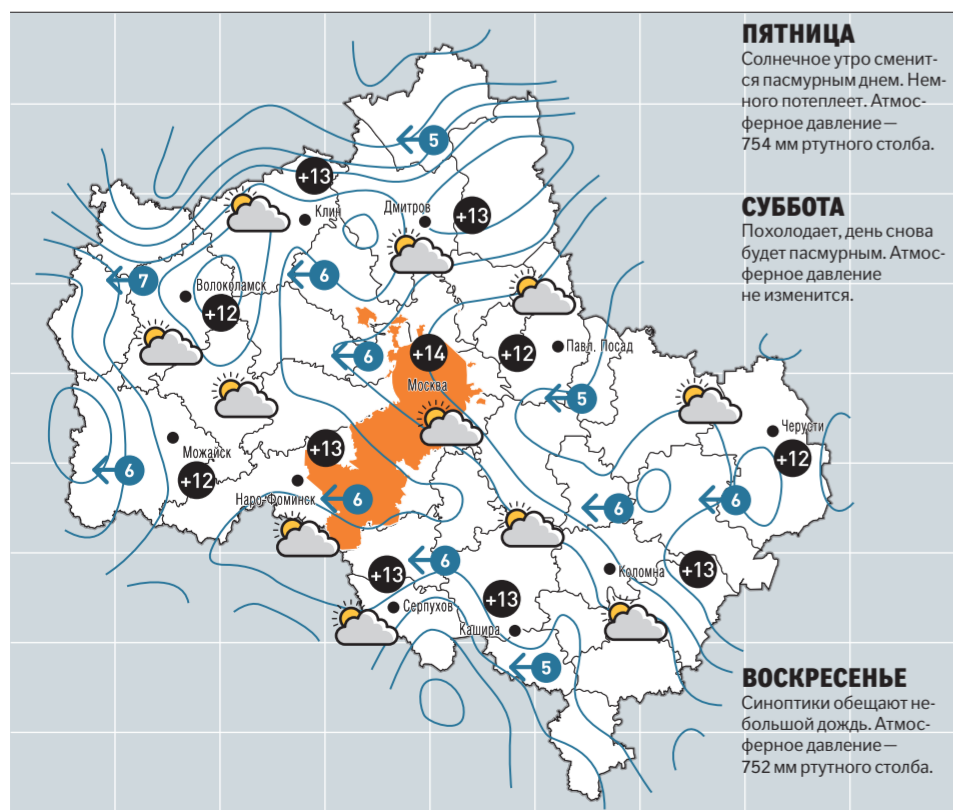 ПЯТНИЦА
Солнечное утро сменит-
ся пасмурным днем. Нем-
ного потеплеет. Атмос-
ферное давление —
754 мм ртутного столба.
СУББОТА
Похолодает, день снова
будет пасмурным. Атмос-
ферное давление
не изменится.
ВОСКРЕСЕНЬЕ
Синоптики обещают не-
большой дождь. Атмос-
ферное давление —
752 мм ртутного столба.
5
+13
Клин
Дмитров
+13
7
6
Волоколамск
+12
6
+14
+12
Павл. Посад
Москва
5
Черусти
+12
Можайск
+13
6
+12
Наро-Фоминск
6
6
6
+13
6
Коломна
+13
+13
Серпухов
Кашира
5